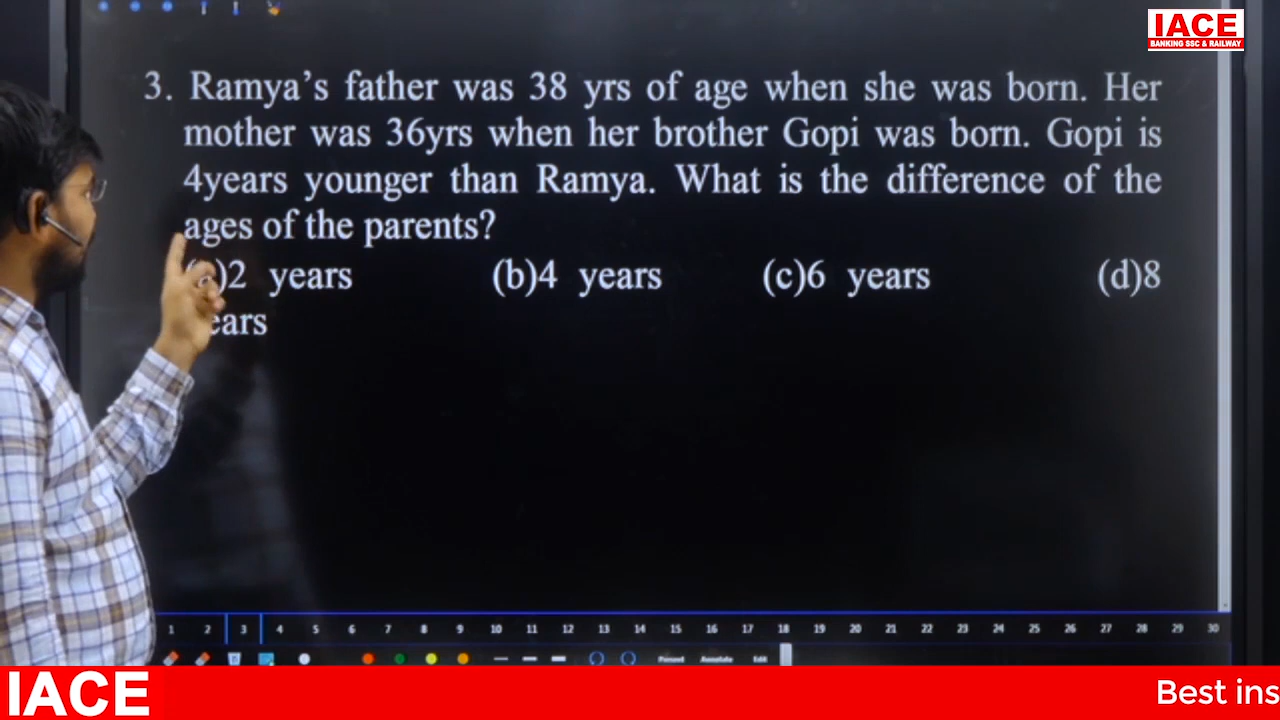 IACE
BANKING SSC & RAILWAY
3. Ramya's father was 38 yrs of age when she was born. Her
mother was 36yrs when her brother Gopi was born. Gopi is
4years younger than Ramya. What is the difference of the
ages of the parents?
)2 years (b)4 years (c)6 years (d)8
ears
1 2 3 4 5 6 7 8 9 10 11 12 13 14 15 16 17 18 19 20 21 22 23 24 25 26 27 28 29 30
Present Annotate Edit
IACE Best ins